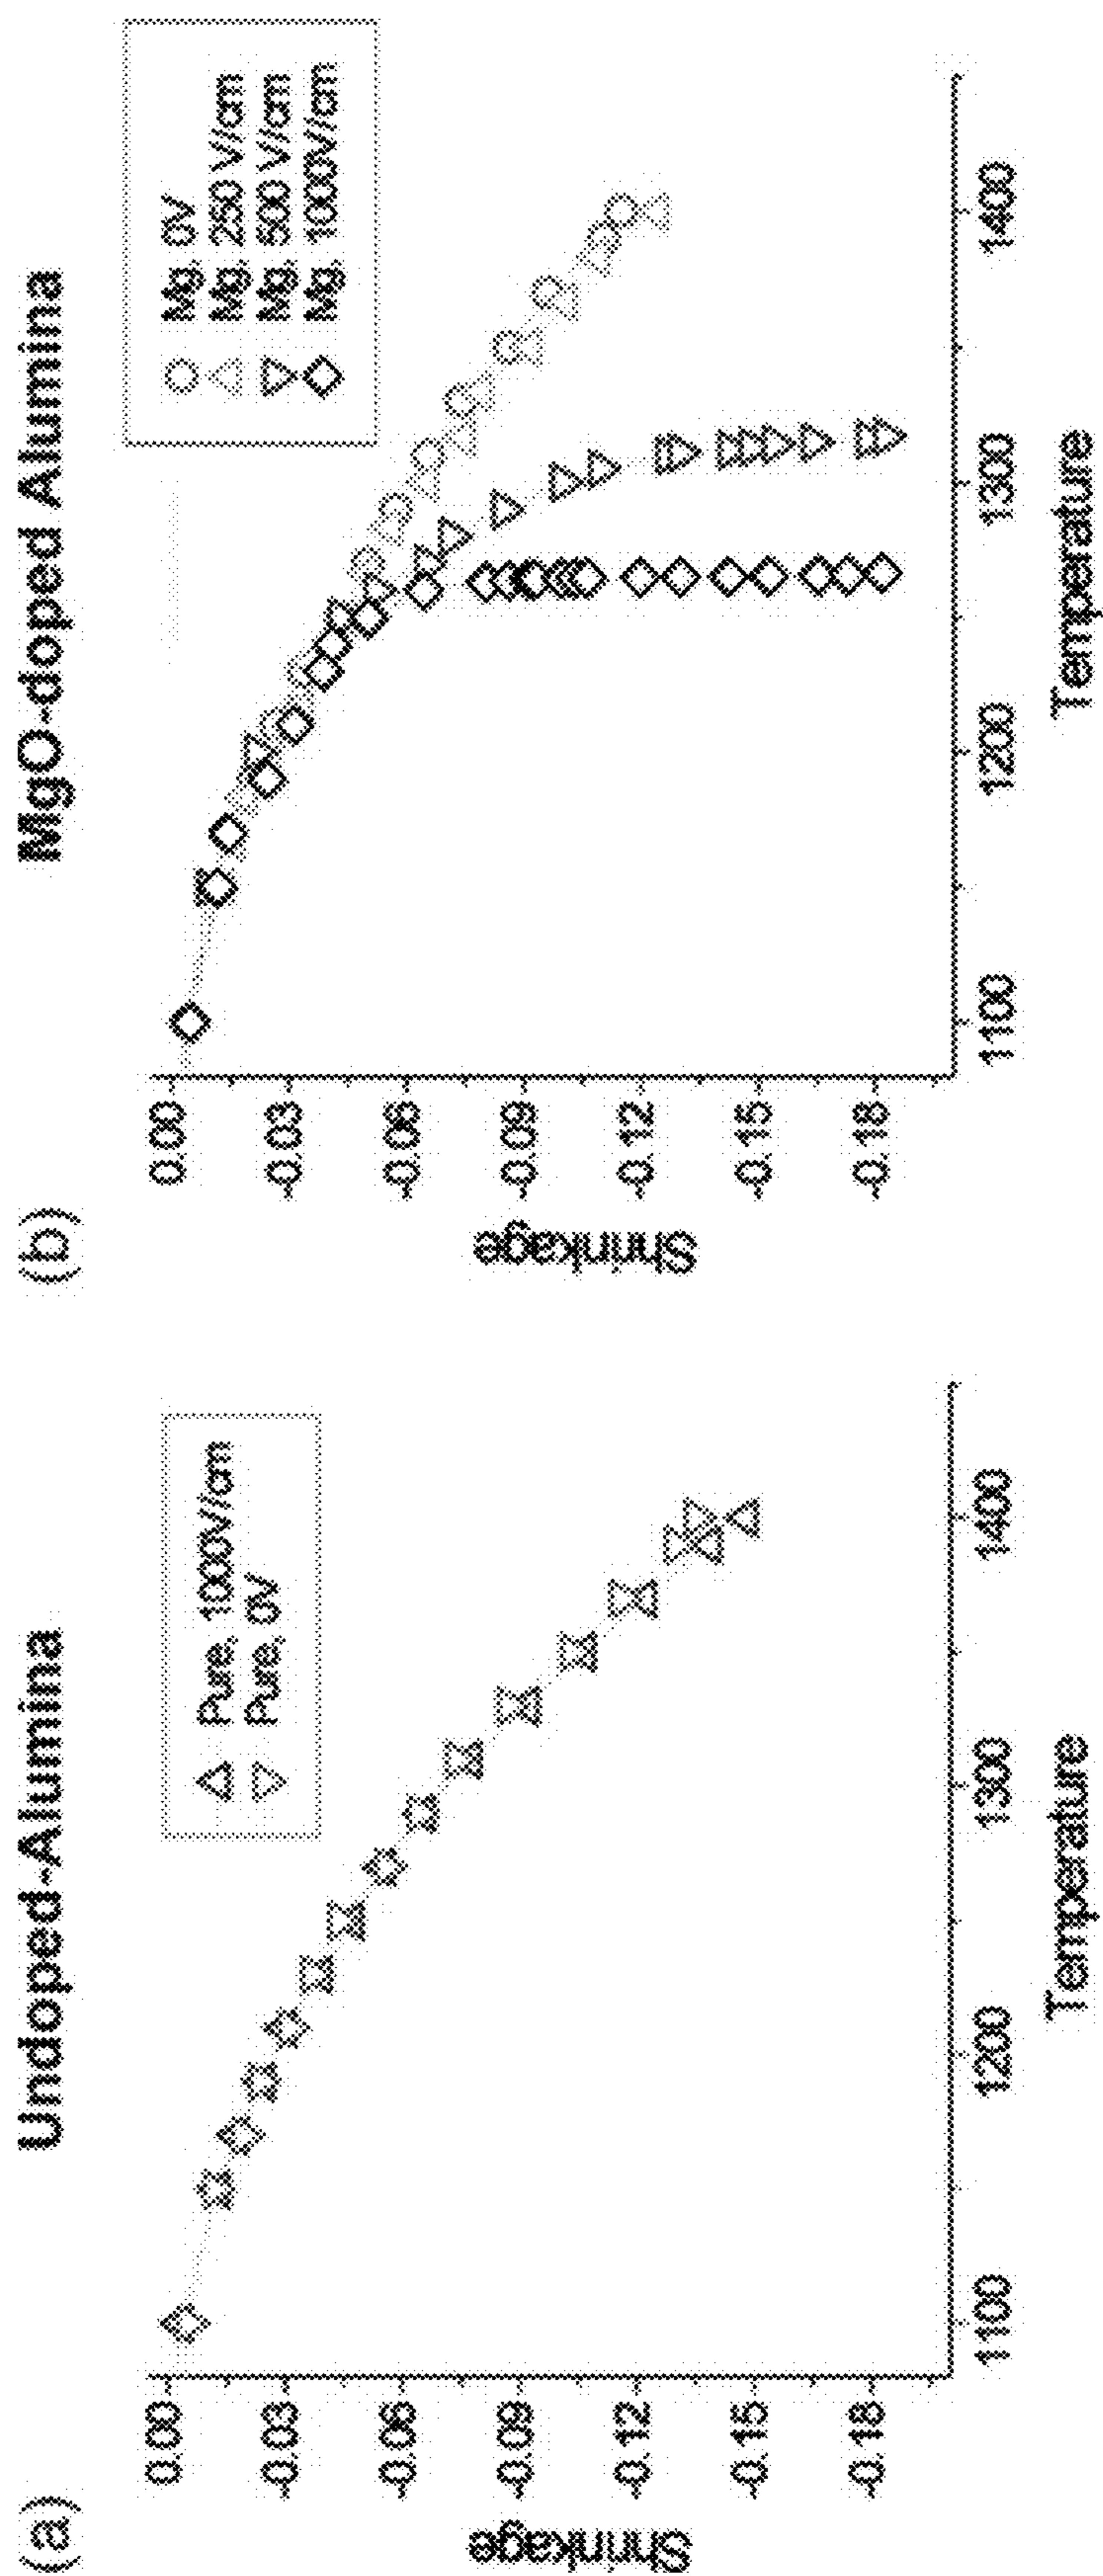 (a)
Undoped-Alumina
Pure, 1000V/cm
Pure, 0V
0.00
-0.03
-0.06
-0.09
-0.12
-0.15
-0.18
Shrinkage
1100
1200
1300
1400
Temperature
(b)
MgO-doped Alumina
Mg, 0V
Mg, 250 V/cm
Mg, 500 V/cm
Mg, 1000V/cm
0.00
-0.03
-0.06
-0.09
-0.12
-0.15
-0.18
Shrinkage
1100
1200
1300
1400
Temperature